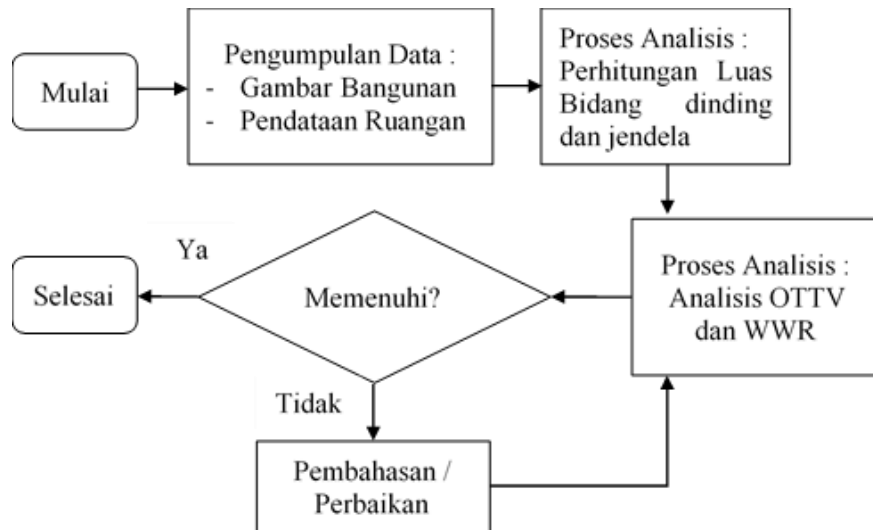 Mulai
Pengumpulan Data :
- Gambar Bangunan
- Pendataan Ruangan
Proses Analisis :
Perhitungan Luas
Bidang dinding
dan jendela
Proses Analisis :
Analisis OTTV
dan WWR
Memenuhi?
Ya
Selesai
Tidak
Pembahasan /
Perbaikan